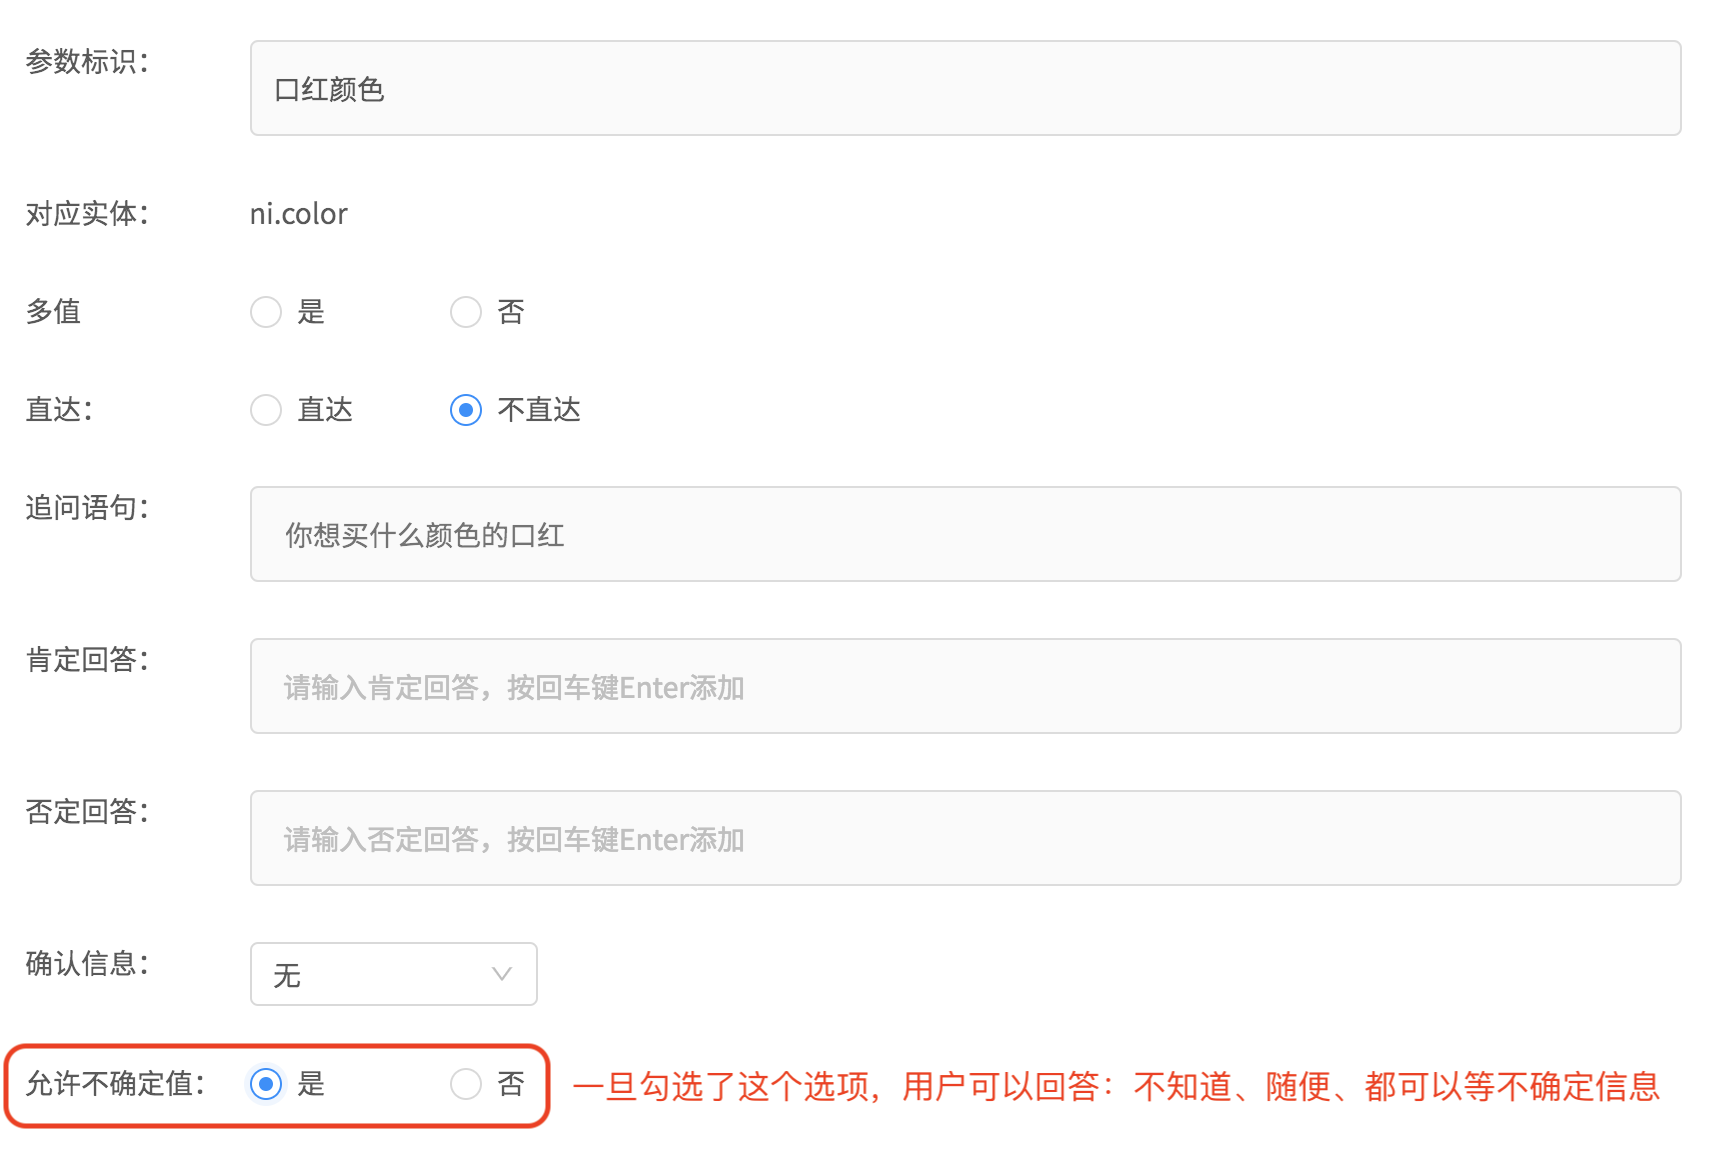 参数标识：
口红颜色
对应实体：
ni.color
多值
是
否
直达：
直达
不直达
追问语句：
你想买什么颜色的口红
肯定回答：
请输入肯定回答，按回车键Enter添加
否定回答：
请输入否定回答，按回车键Enter添加
确认信息：
无
允许不确定值：
是
否
一旦勾选了这个选项，用户可以回答：不知道、随便、都可以等不确定信息